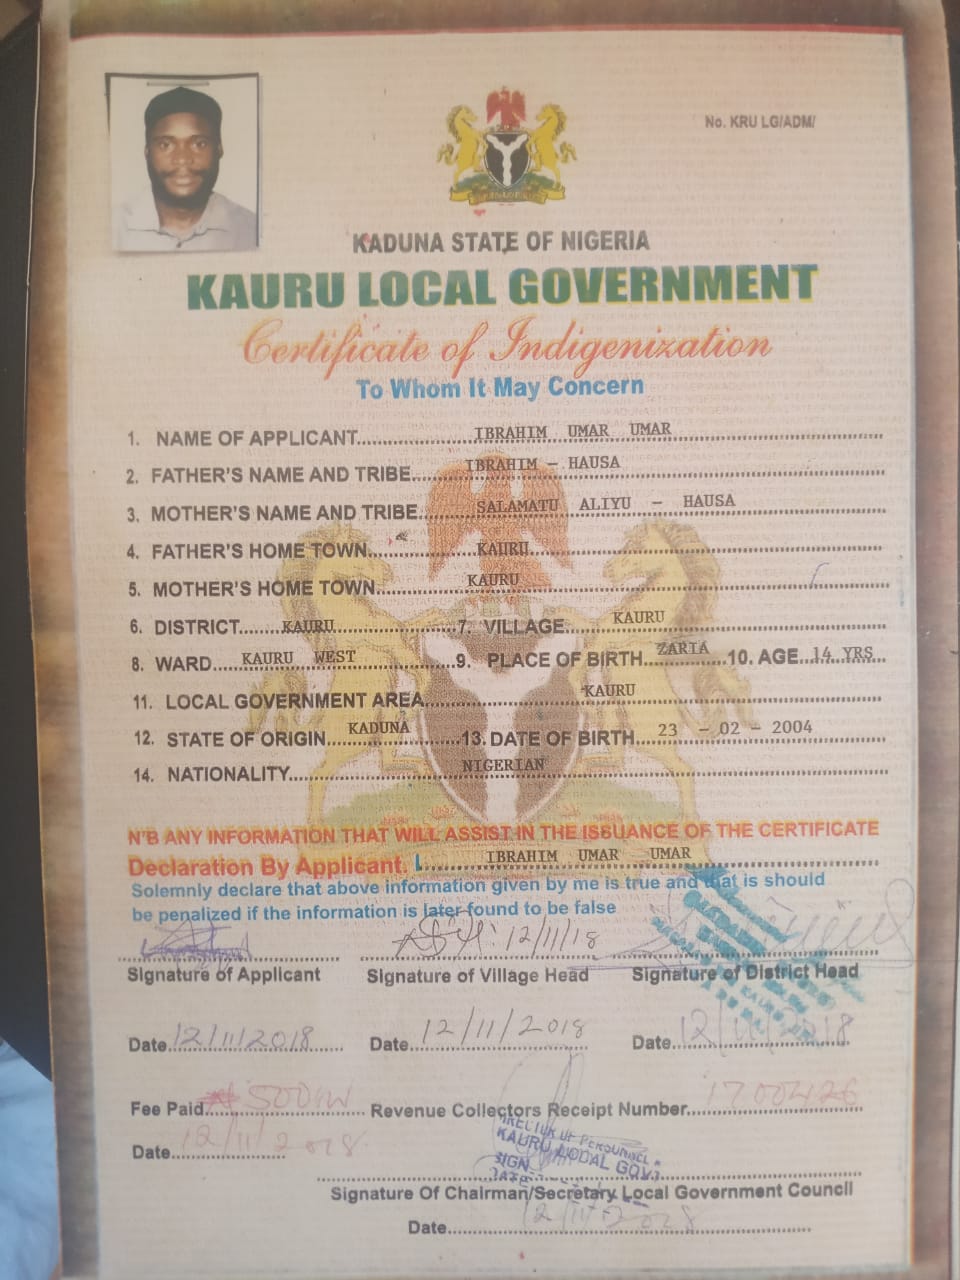 No. KRU LG/ADM/
KADUNA STATE OF NIGERIA
KAURU LOCAL GOVERNMENT
Certificate of Indigenization
To Whom It May Concern
1. NAME OF APPLICANT IBRAHIM UMAR UMAR
2. FATHER'S NAME AND TRIBE IBRAHIM – HAUSA
3. MOTHER'S NAME AND TRIBE SALAMATU ALIYU – HAUSA
4. FATHER'S HOME TOWN KAURU
5. MOTHER'S HOME TOWN KAURU
6. DISTRICT KAURU 7. VILLAGE KAURU
8. WARD KAURU WEST 9. PLACE OF BIRTH ZARIA 10. AGE 14 YRS
11. LOCAL GOVERNMENT AREA KAURU
12. STATE OF ORIGIN KADUNA 13. DATE OF BIRTH 23 – 02 – 2004
14. NATIONALITY NIGERIAN
N'B ANY INFORMATION THAT WILL ASSIST IN THE ISSUANCE OF THE CERTIFICATE
Declaration By Applicant. I IBRAHIM UMAR UMAR
Solemnly declare that above information given by me is true and that is should
be penalized if the information is later found to be false
12/11/18
Signature of Applicant Signature of Village Head Signature of District Head
Date 12/11/2018 Date 12/11/2018 Date 12/11/2018
Fee Paid Revenue Collectors Receipt Number 1700426
Date 12/11/2018
DIRECTOR OF PERSONNEL
KAURU LOCAL GOVT
SIGN
DATE
Signature Of Chairman/Secretary Local Government Council
Date 12/11/2018